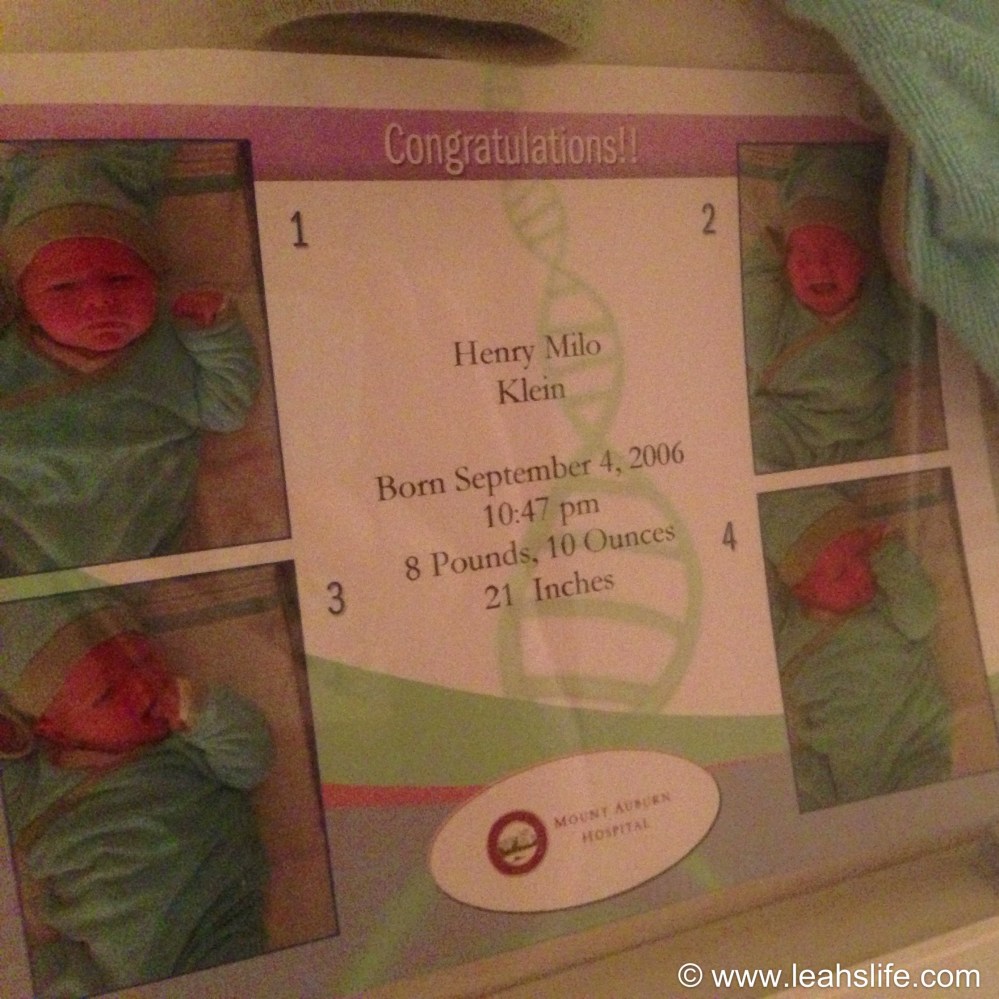 Congratulations!!
1
2
Henry Milo
Klein
Born September 4, 2006
10:47 pm
8 Pounds, 10 Ounces
21 Inches
3
4
MOUNT AUBURN
HOSPITAL
© www.leahslife.com